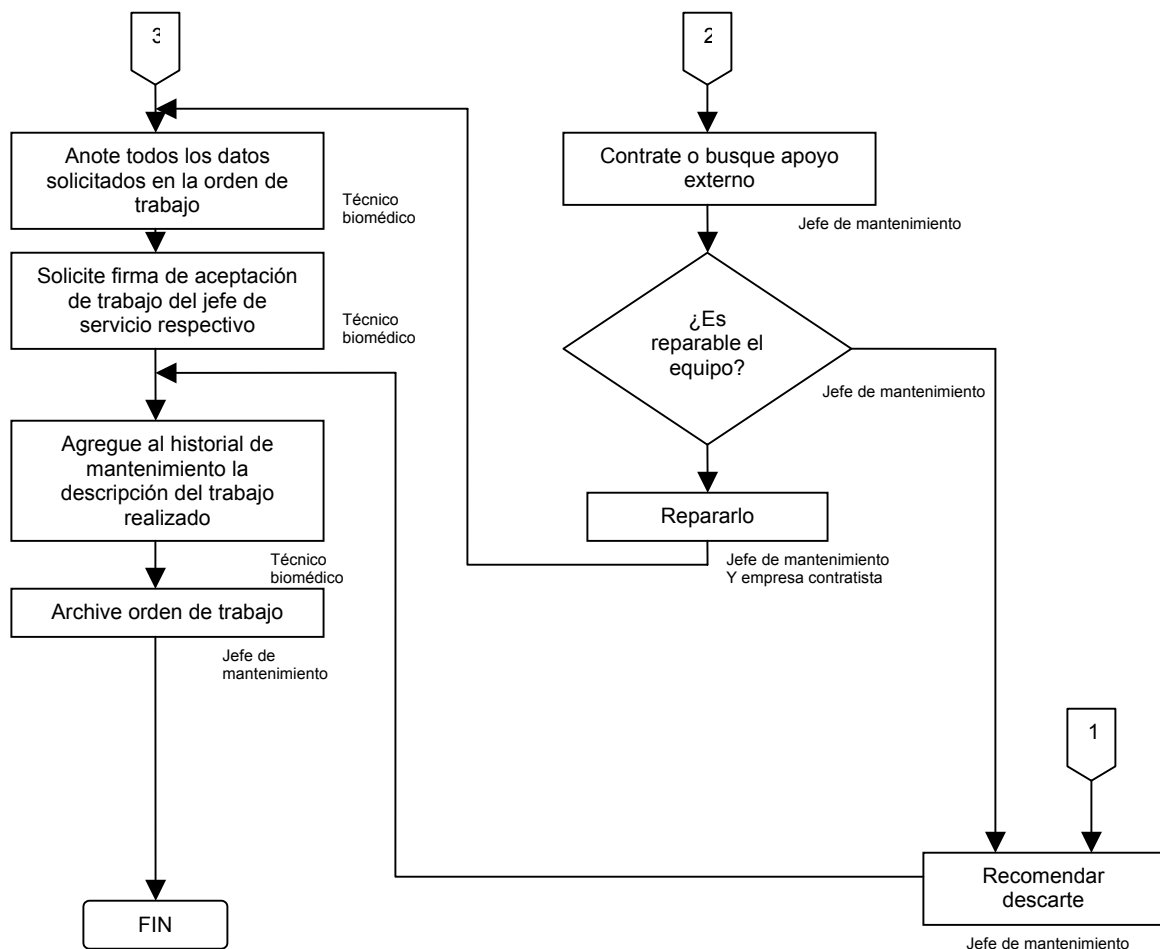 3
Anote todos los datos
solicitados en la orden de
trabajo
Técnico
biomédico
Solicite firma de aceptación
de trabajo del jefe de
servicio respectivo
Técnico
biomédico
Agregue al historial de
mantenimiento la
descripción del trabajo
realizado
Técnico
biomédico
Archive orden de trabajo
Jefe de
mantenimiento
FIN
2
Contrate o busque apoyo
externo
Jefe de mantenimiento
¿Es
reparable el
equipo?
Jefe de mantenimiento
Repararlo
Jefe de mantenimiento
Y empresa contratista
1
Recomendar
descarte
Jefe de mantenimiento